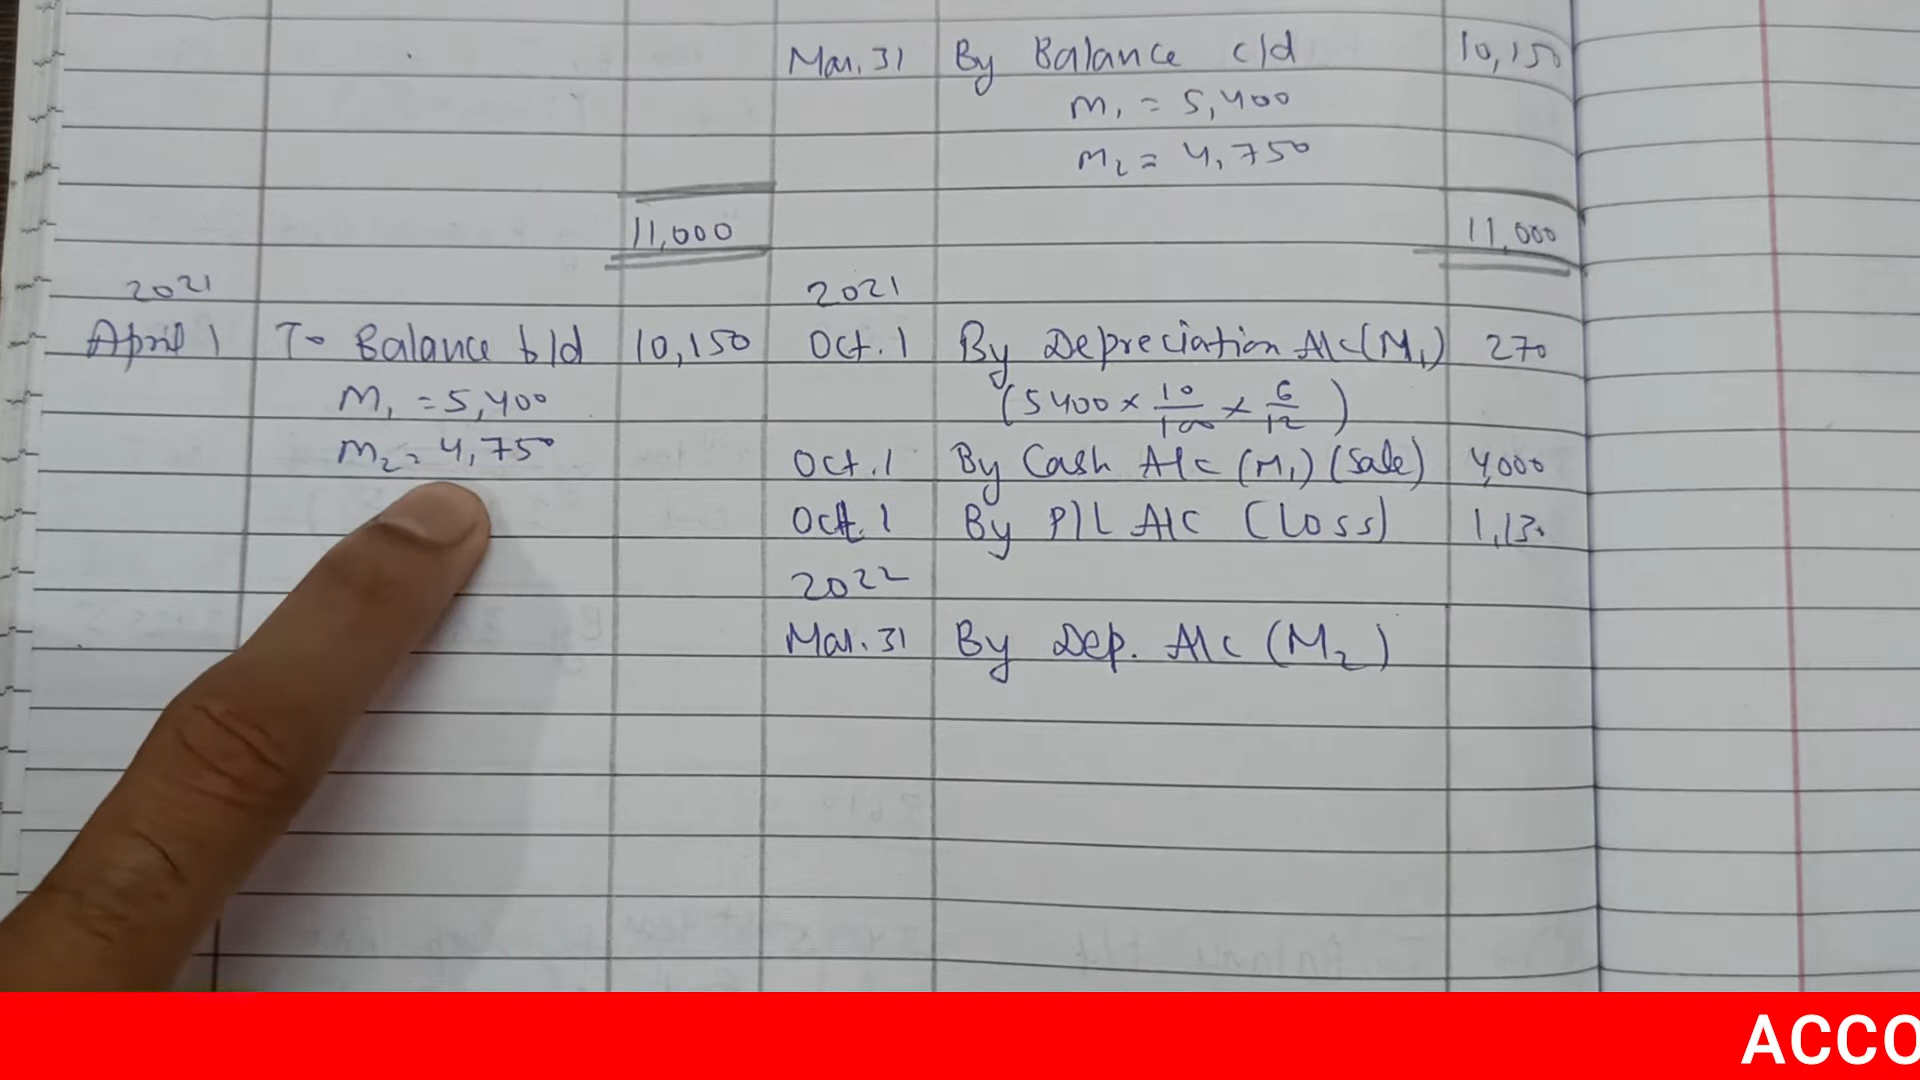 Mar. 31 By Balance c/d 10,150
M₁ = 5,400
M₂ = 4,750
11,000 11,000
2021 2021
April 1 To Balance b/d 10,150 Oct. 1 By Depreciation A/c (M₁) 270
M₁ = 5,400 (5400 × 10/100 × 6/12)
M₂ = 4,750 Oct. 1 By Cash A/c (M₁) (Sale) 4,000
Oct. 1 By P/L A/C (Loss) 1,130
2022
Mar. 31 By Dep. A/c (M₂)
ACCO